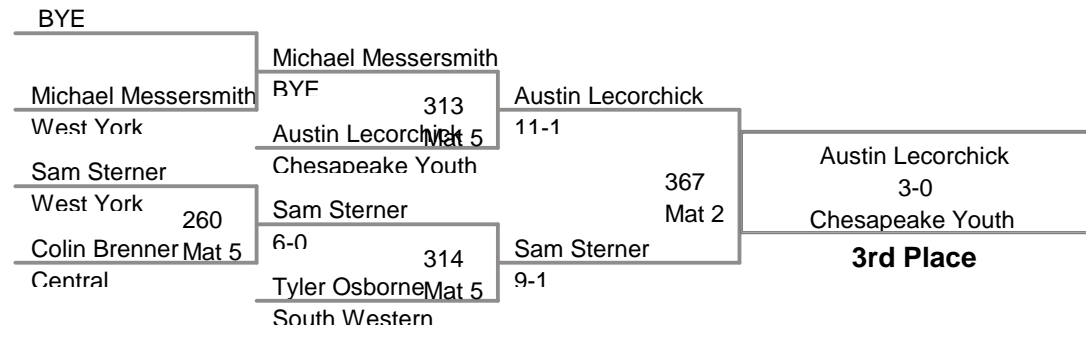 BYE
Michael Messersmith
West York
Sam Sterner
West York
260
Mat 5
Colin Brenner
Central
Michael Messersmith
BYE
313
Mat 5
Austin Lecorchick
Chesapeake Youth
Sam Sterner
6-0
314
Mat 5
Tyler Osborne
South Western
Austin Lecorchick
11-1
367
Mat 2
Sam Sterner
9-1
Austin Lecorchick
3-0
Chesapeake Youth
3rd Place